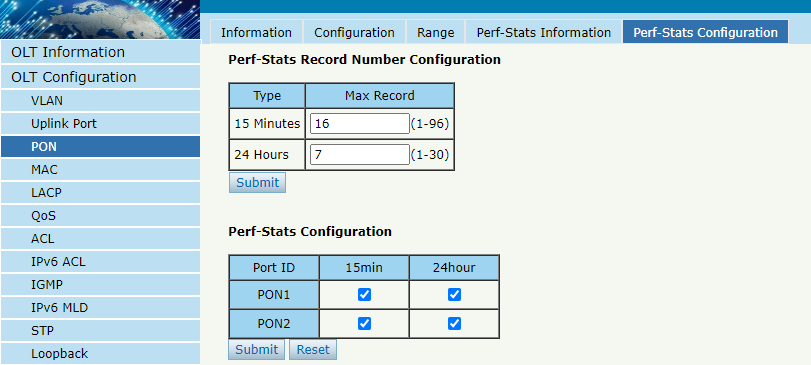 Information Configuration Range Perf-Stats Information Perf-Stats Configuration
OLT Information
OLT Configuration
VLAN
Uplink Port
PON
MAC
LACP
QoS
ACL
IPv6 ACL
IGMP
IPv6 MLD
STP
Loopback
Perf-Stats Record Number Configuration
Type Max Record
15 Minutes 16 (1-96)
24 Hours 7 (1-30)
Submit
Perf-Stats Configuration
Port ID 15min 24hour
PON1
PON2
Submit Reset